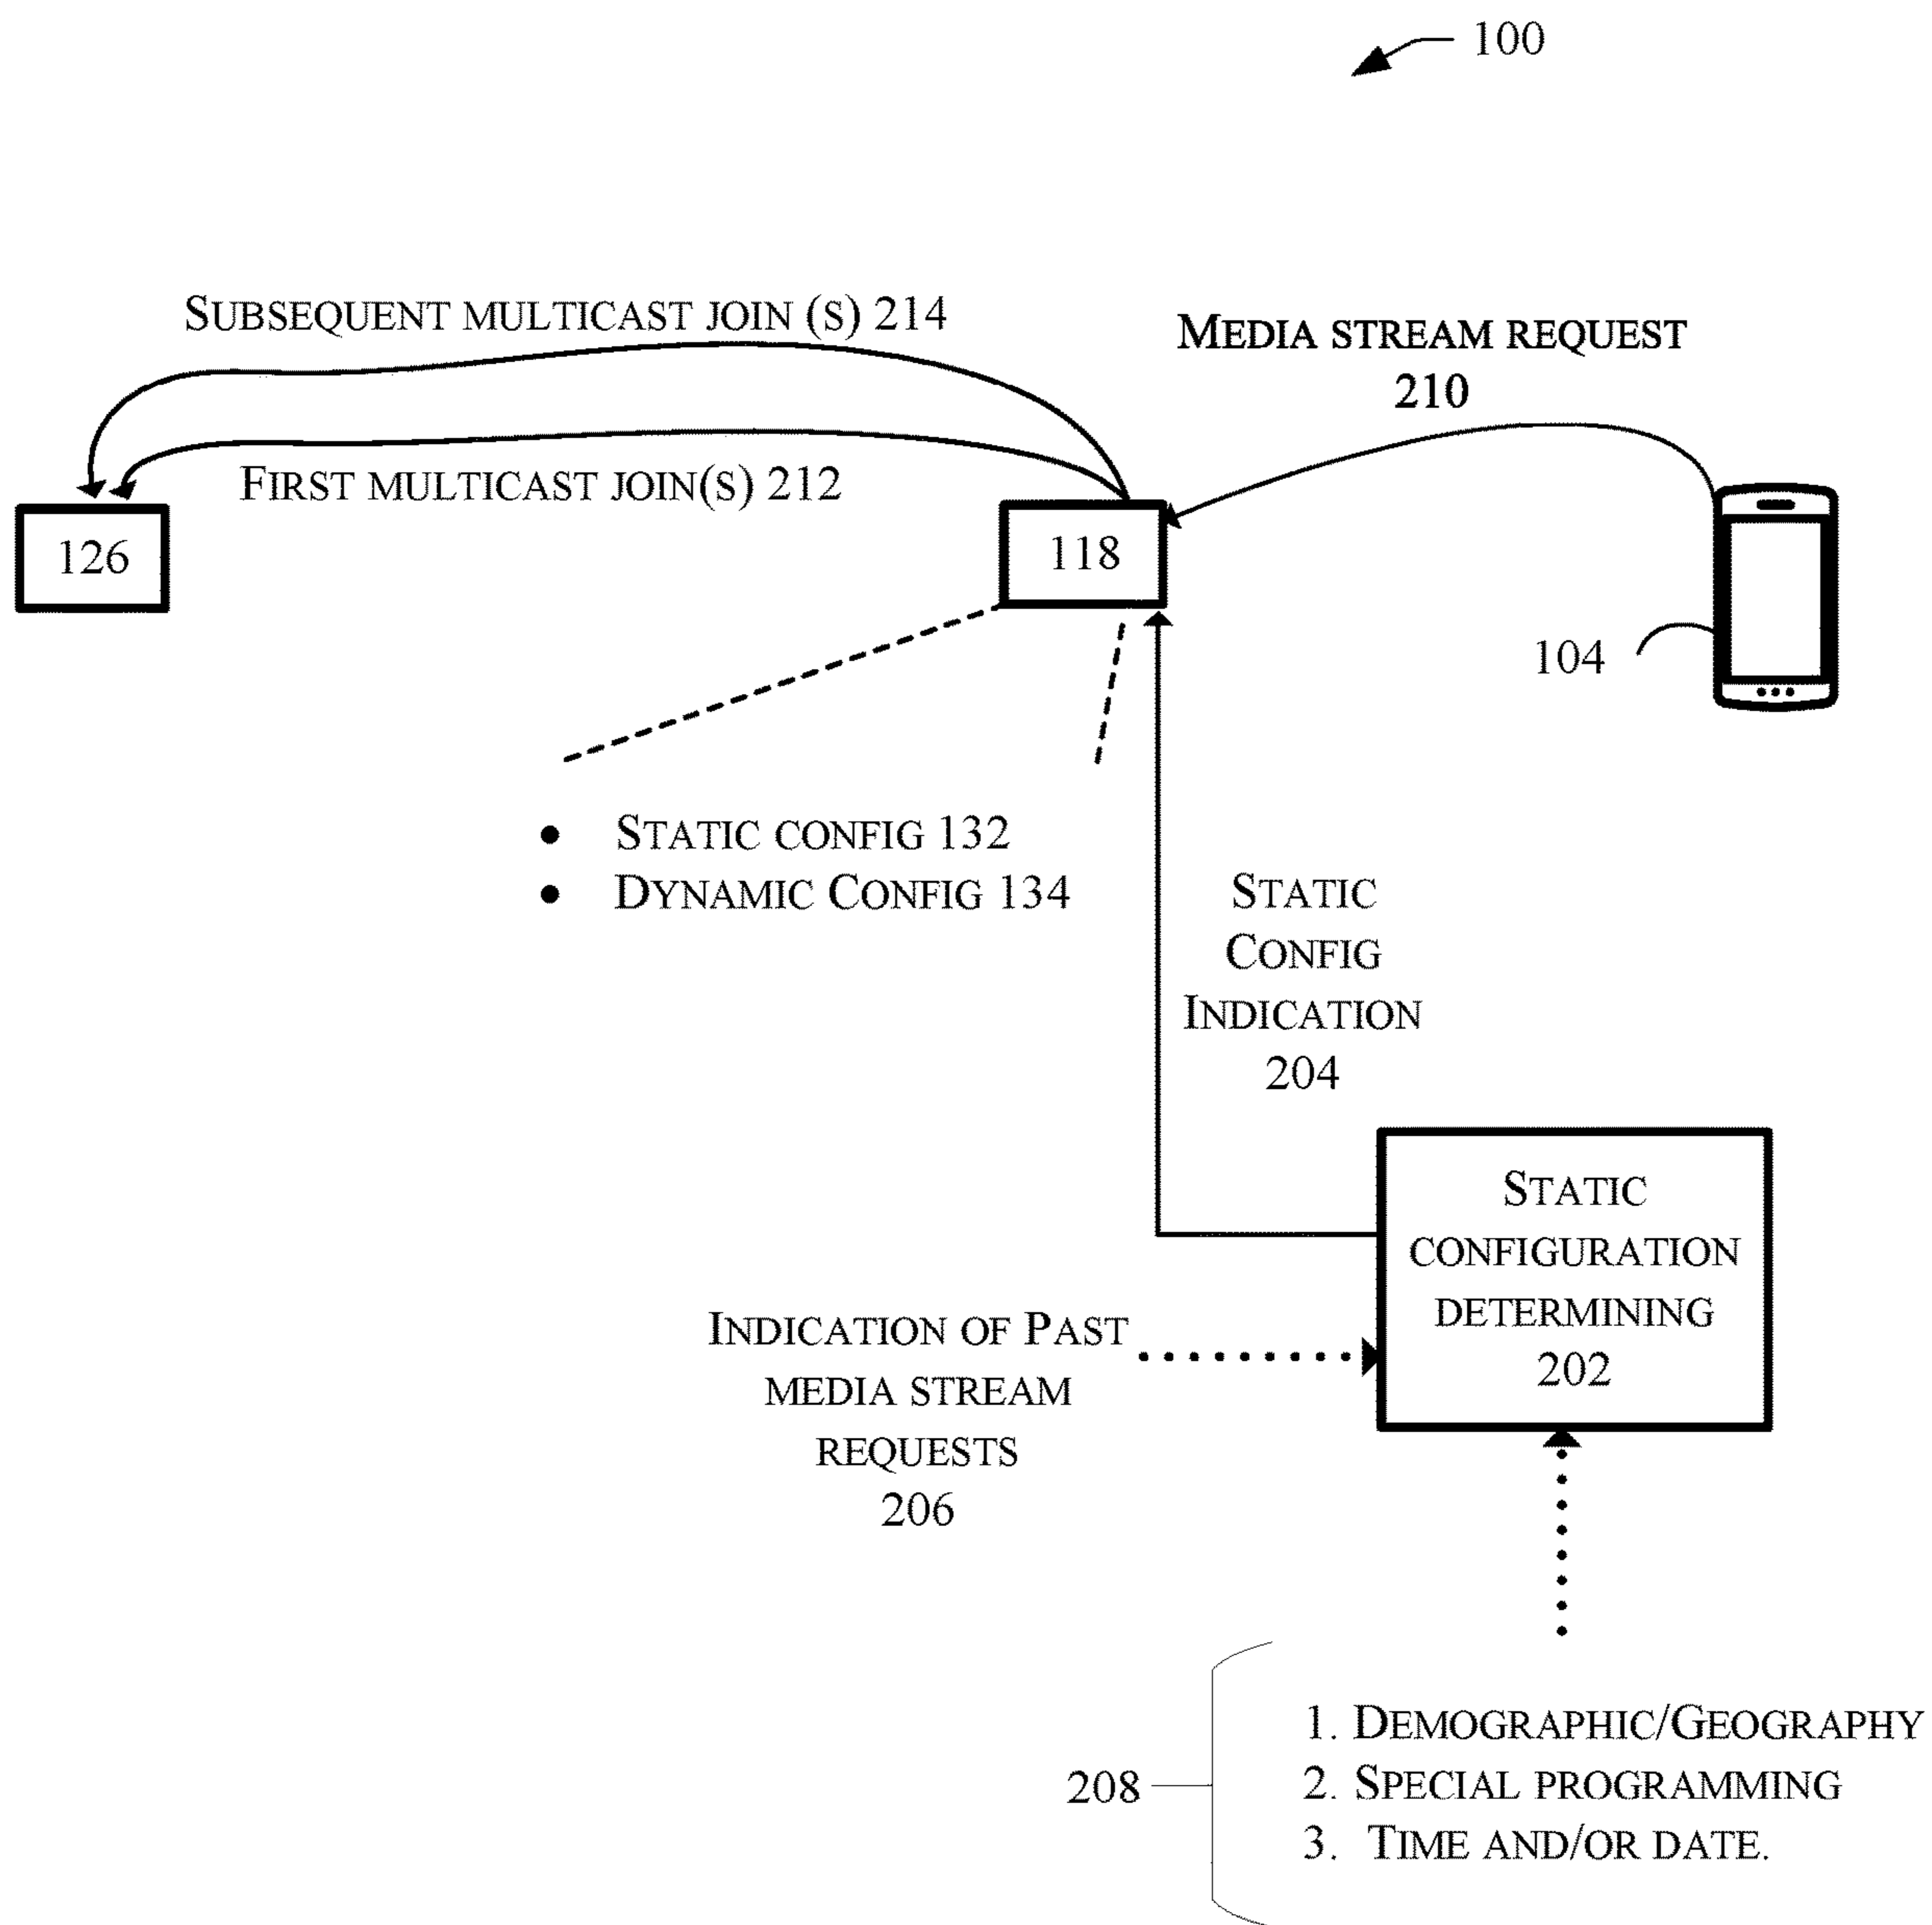 100
SUBSEQUENT MULTICAST JOIN (S) 214
MEDIA STREAM REQUEST
210
FIRST MULTICAST JOIN(S) 212
126
118
104
• STATIC CONFIG 132
• DYNAMIC CONFIG 134
STATIC
CONFIG
INDICATION
204
STATIC
CONFIGURATION
DETERMINING
202
INDICATION OF PAST
MEDIA STREAM
REQUESTS
206
208
1. DEMOGRAPHIC/GEOGRAPHY
2. SPECIAL PROGRAMMING
3. TIME AND/OR DATE.